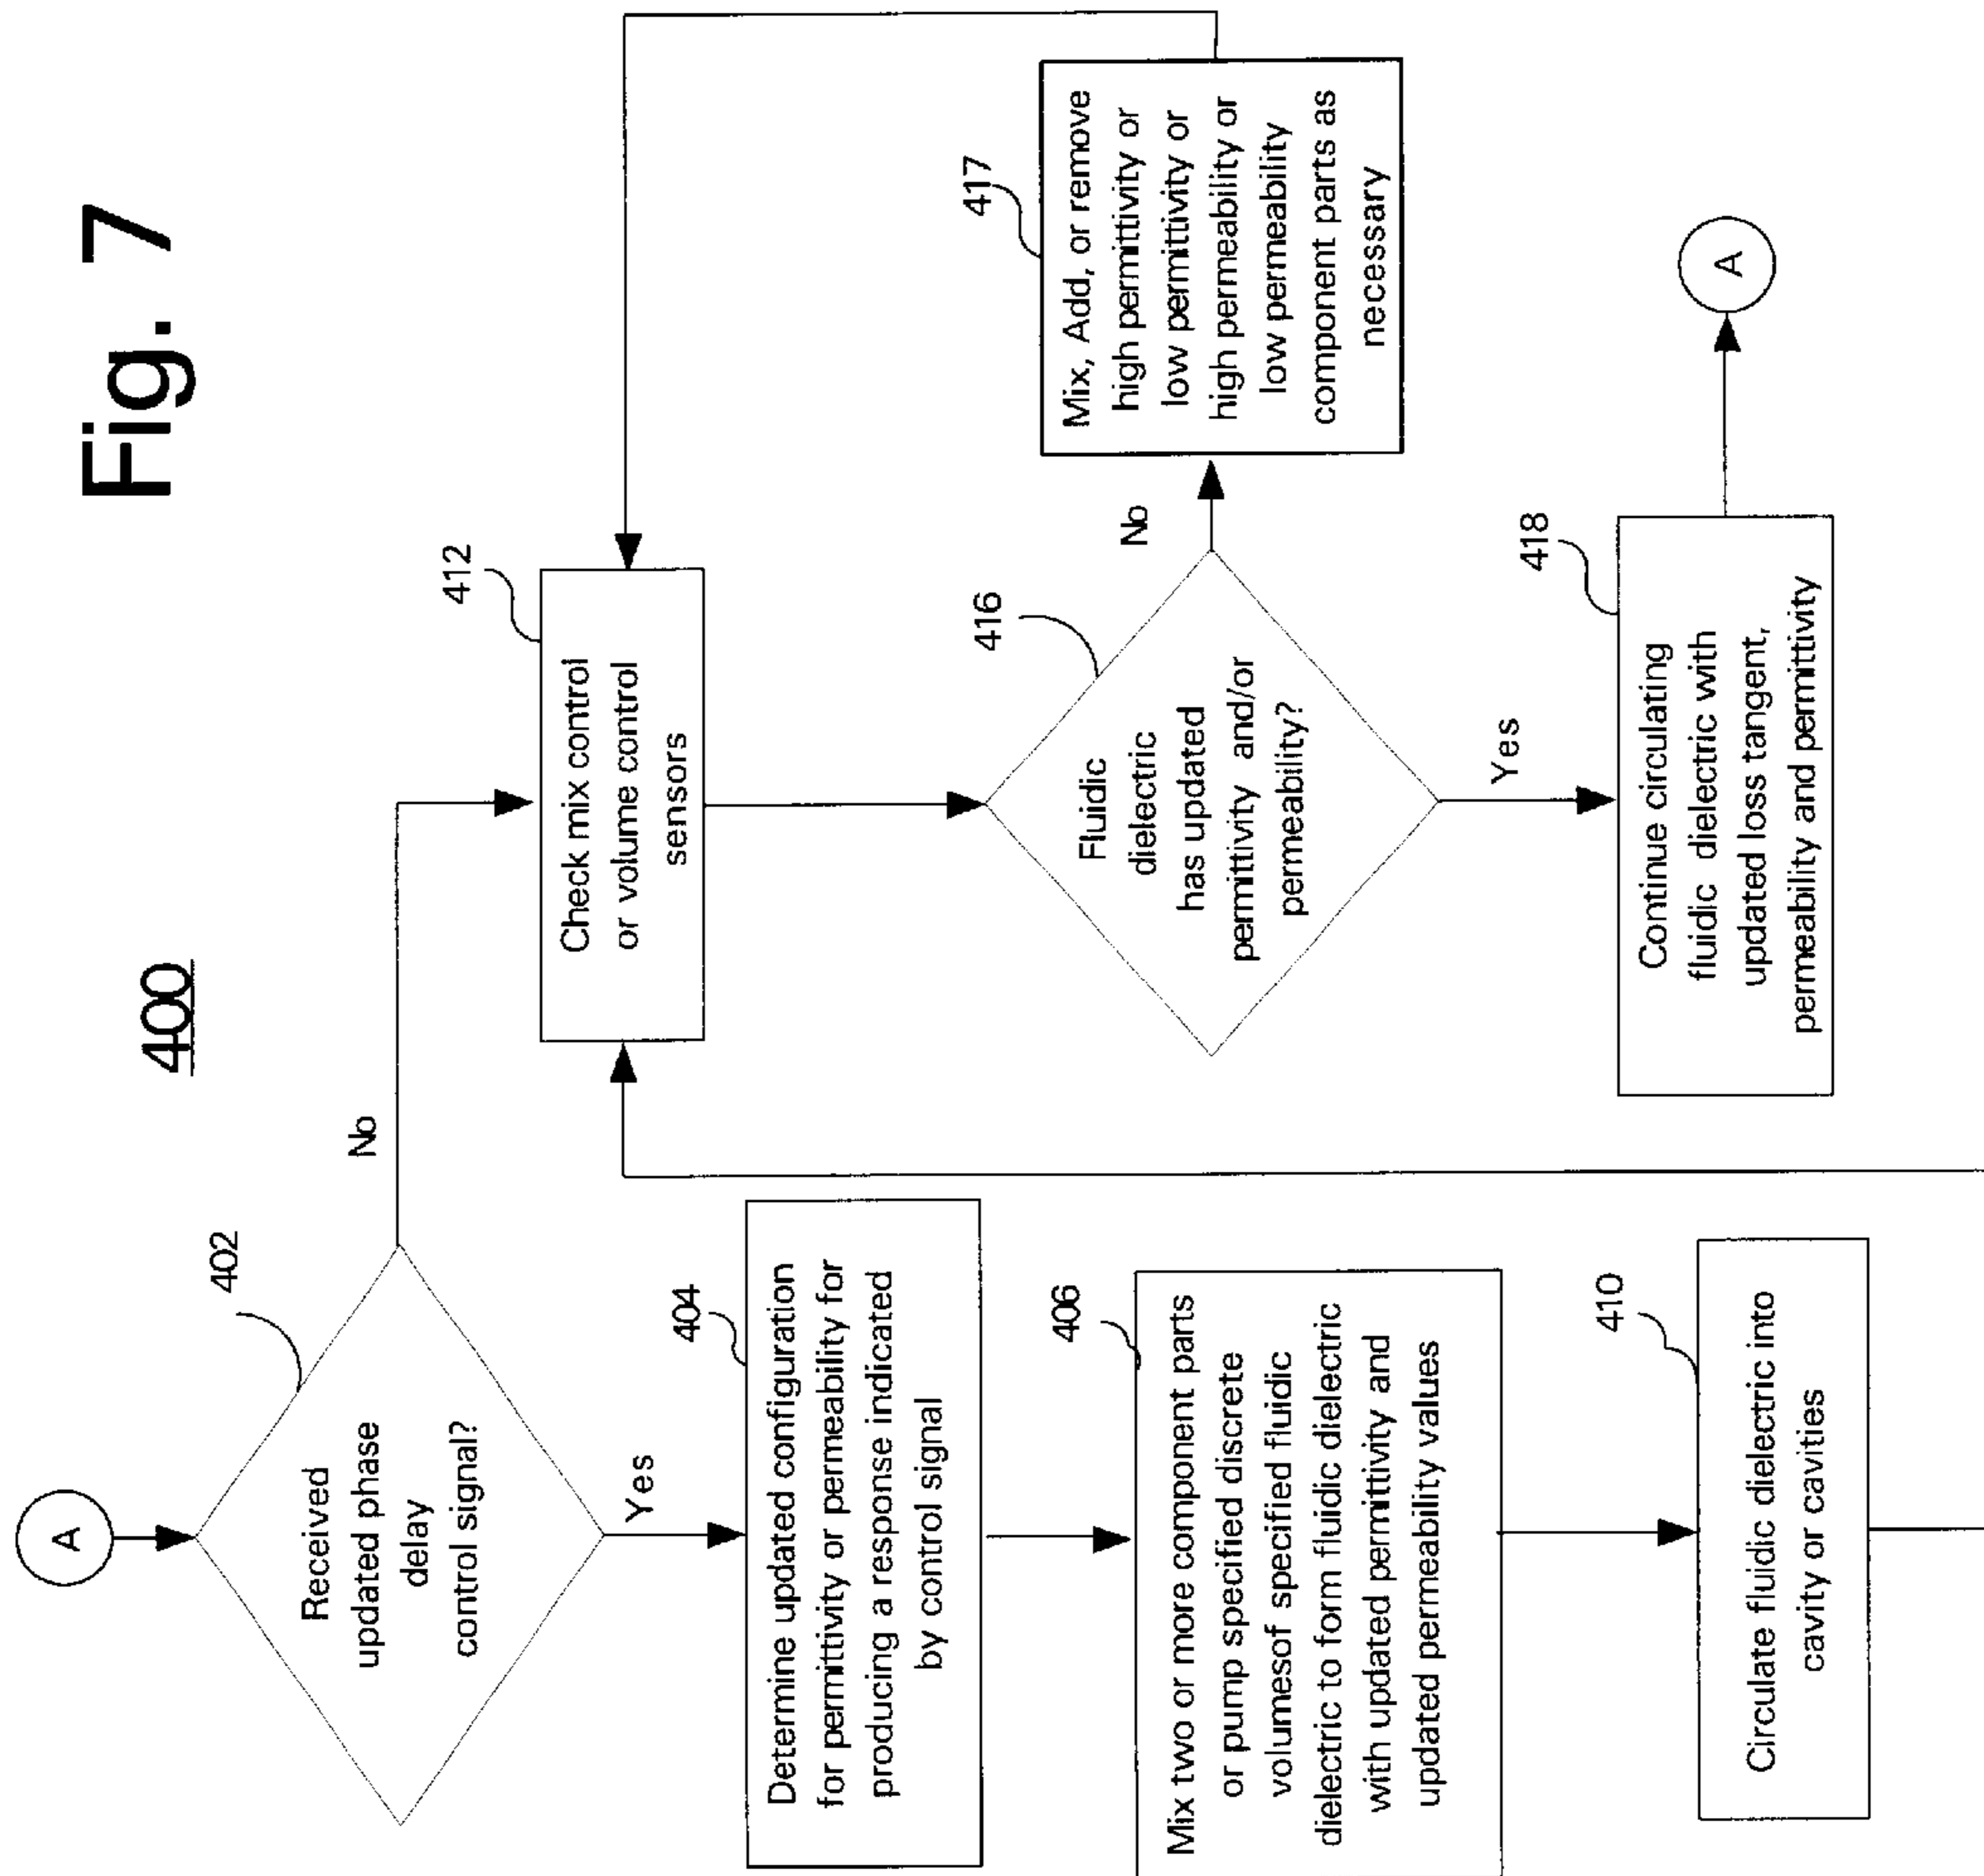 Fig. 7
400
A
402
Received
updated phase
delay
control signal?
No
Yes
404
Determine updated configuration
for permittivity or permeability for
producing a response indicated
by control signal
406
Mix two or more component parts
or pump specified discrete
volumesof specified fluidic
dielectric to form fluidic dielectric
with updated permittivity and
updated permeability values
410
Circulate fluidic dielectric into
cavity or cavities
412
Check mix control
or volume control
sensors
416
Fluidic
dielectric
has updated
permittivity and/or
permeability?
No
Yes
417
Mix, Add, or remove
high permittivity or
low permittivity or
high permeability or
low permeability
component parts as
necessary
418
Continue circulating
fluidic dielectric with
updated loss tangent,
permeability and permittivity
A